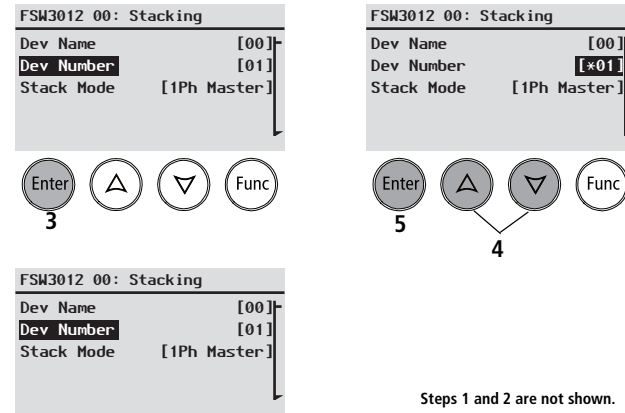 FSW3012 00: Stacking
Dev Name [00]
Dev Number [01]
Stack Mode [1Ph Master]
Enter Func
3
FSW3012 00: Stacking
Dev Name [00]
Dev Number [*01]
Stack Mode [1Ph Master]
Enter Func
5
4
FSW3012 00: Stacking
Dev Name [00]
Dev Number [01]
Stack Mode [1Ph Master]
Steps 1 and 2 are not shown.